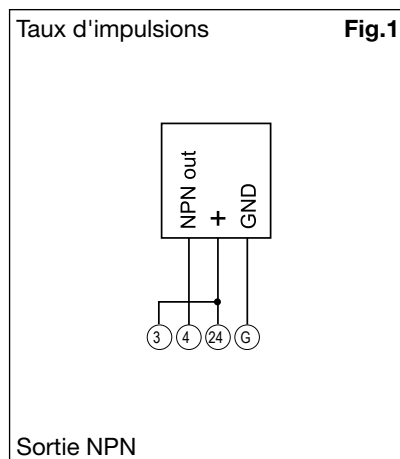 Taux d'impulsions
Fig.1
NPN out
+
GND
3
4
24
G
Sortie NPN